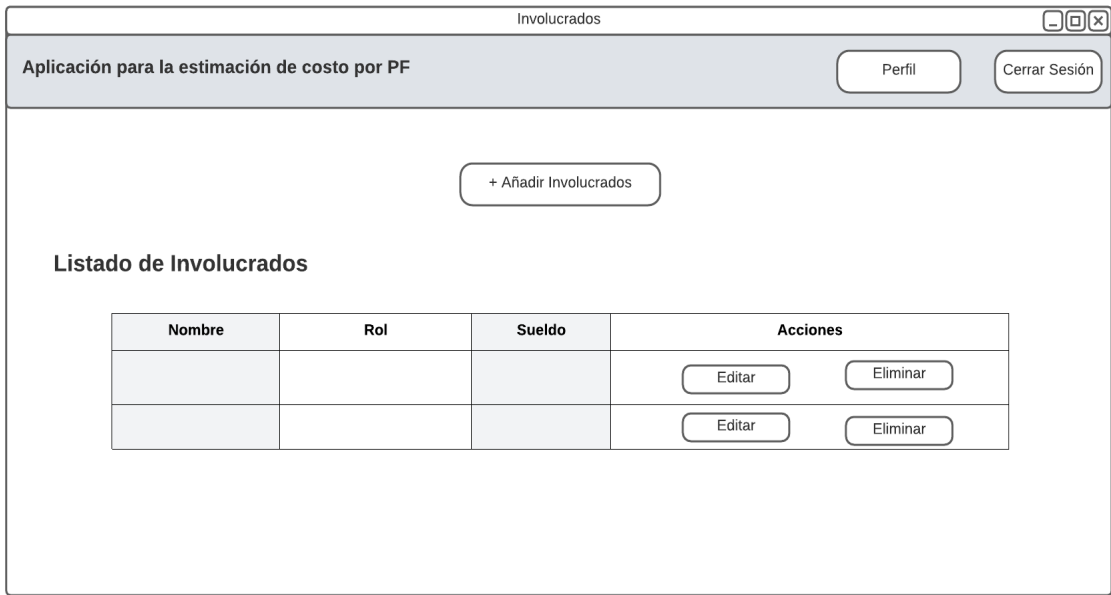 Involucrados
Aplicación para la estimación de costo por PF
Perfil
Cerrar Sesión
+ Añadir Involucrados
Listado de Involucrados
Nombre Rol Sueldo Acciones
Editar Eliminar
Editar Eliminar